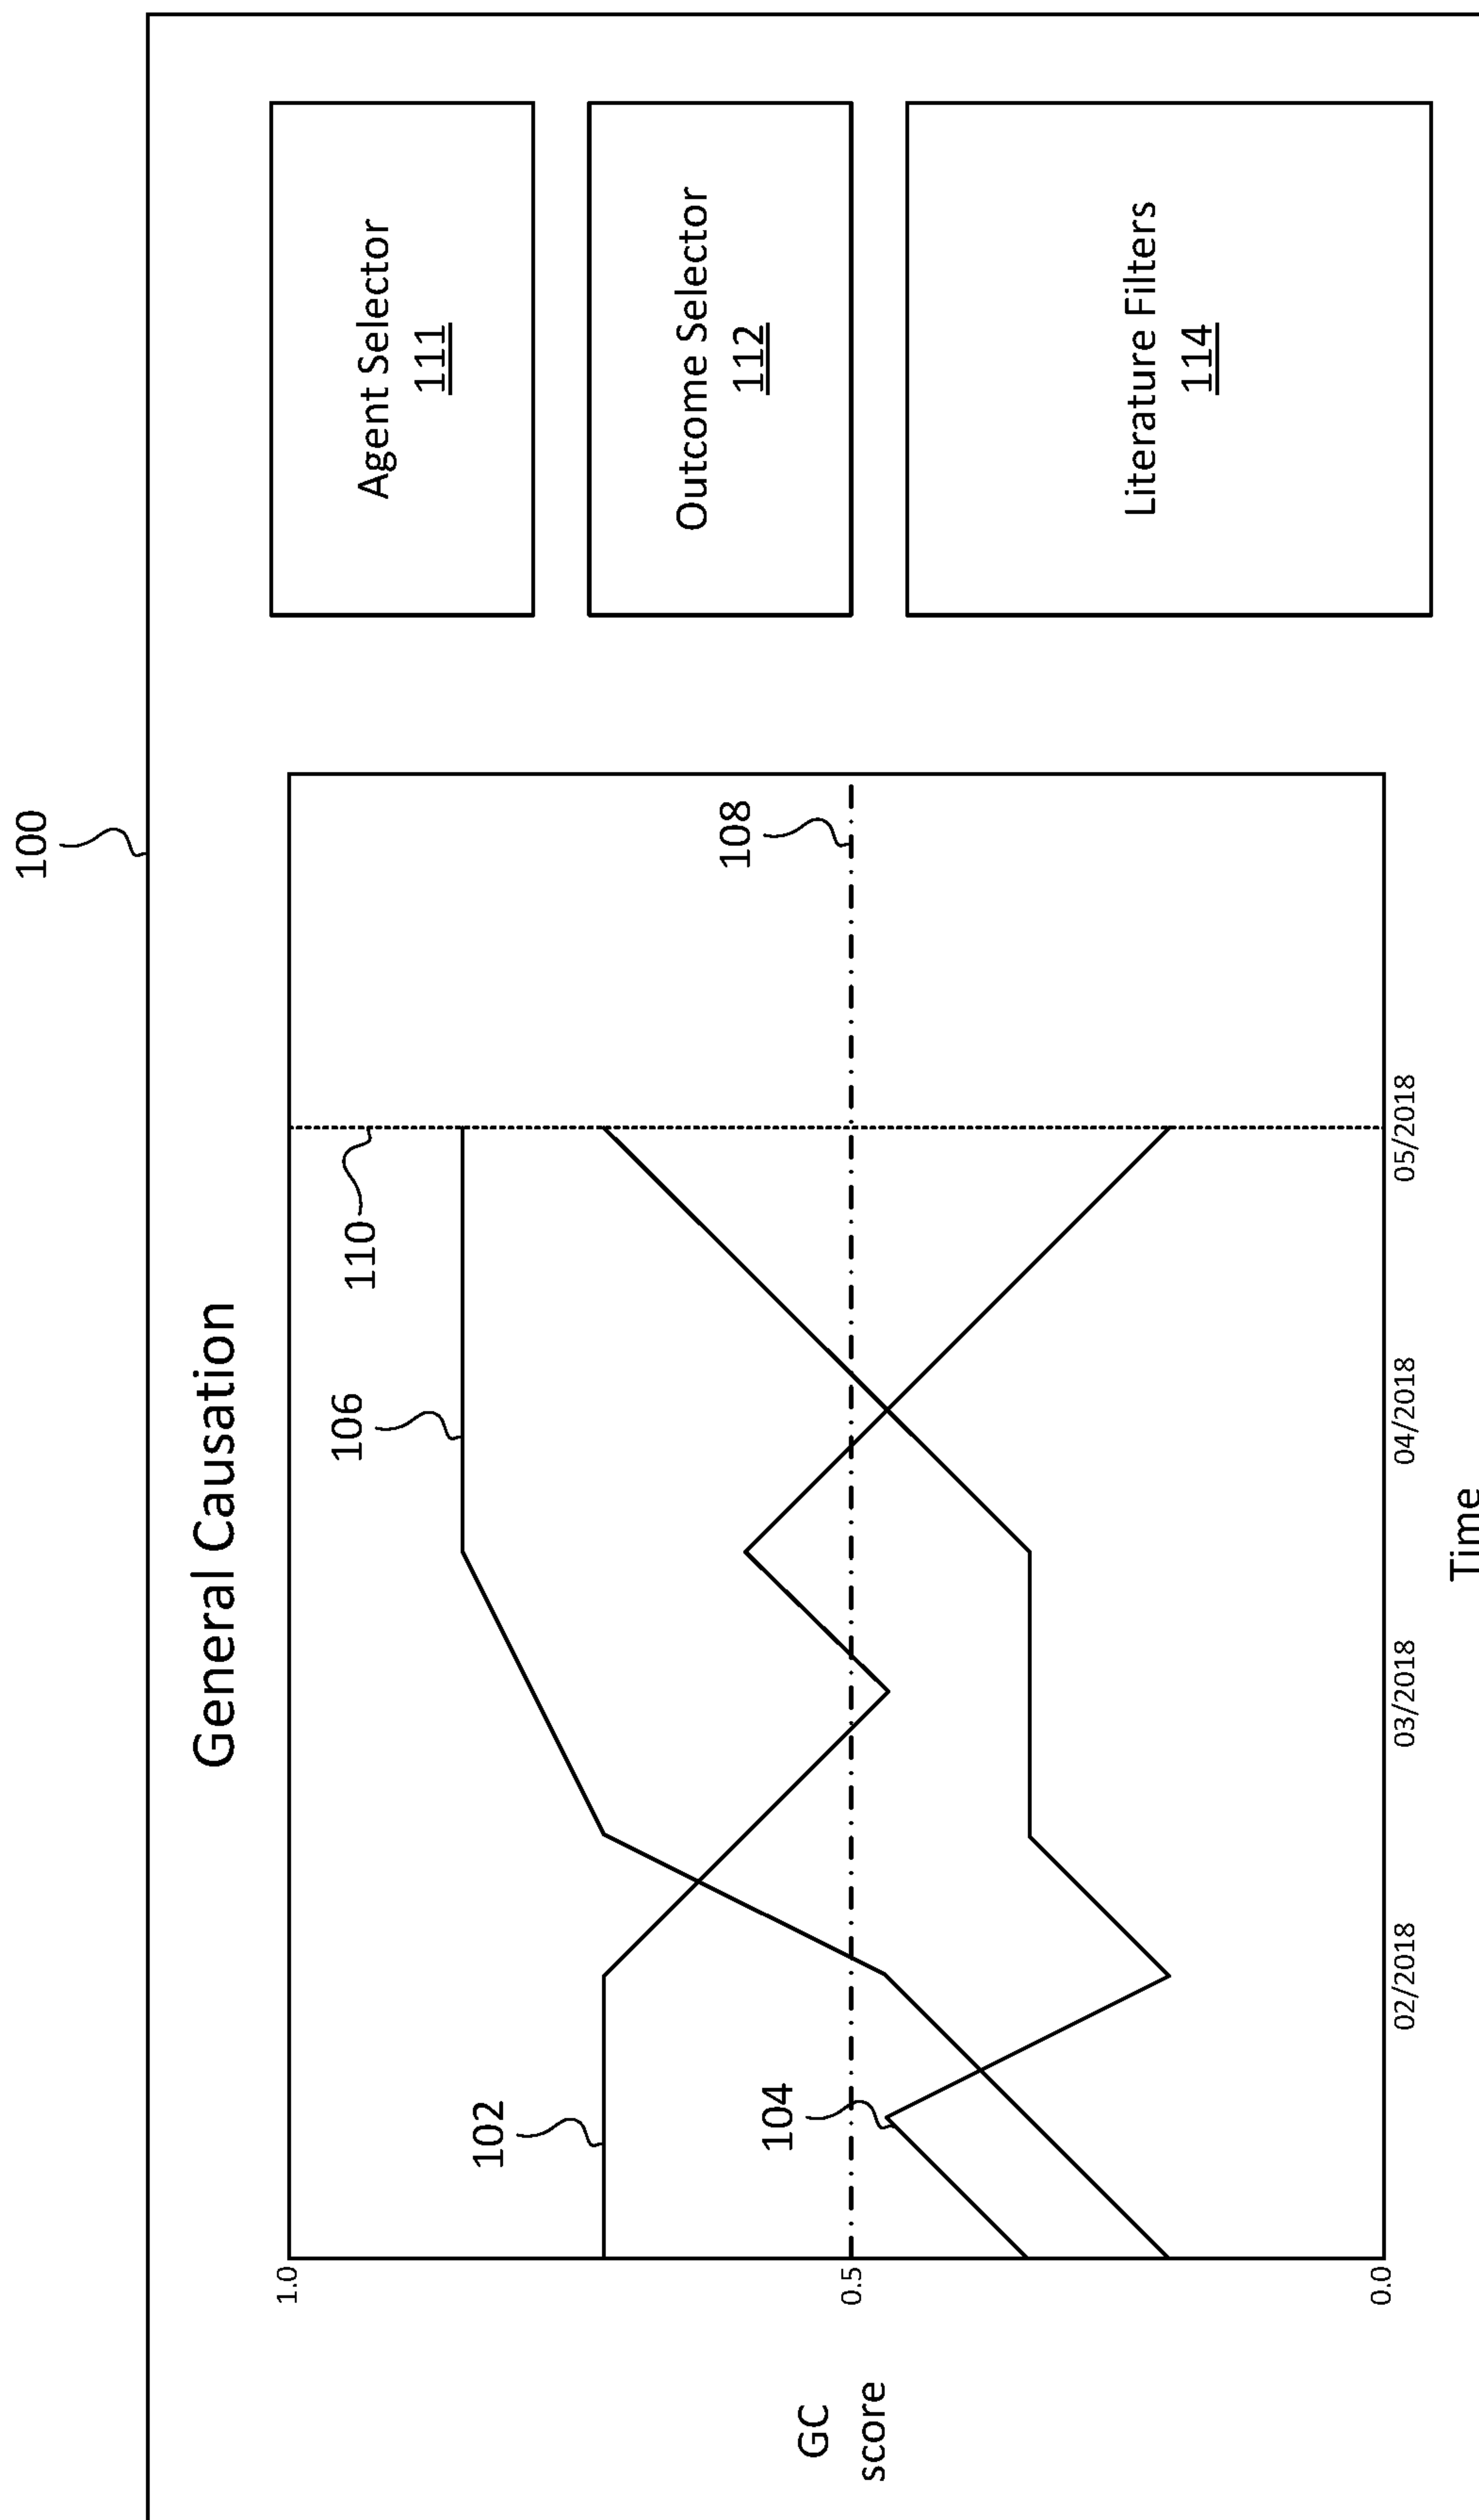 100
General Causation
GC
score
1.0
0.5
0.0
102
104
106
110
108
02/2018
03/2018
04/2018
05/2018
Time
Agent Selector
111
Outcome Selector
112
Literature Filters
114